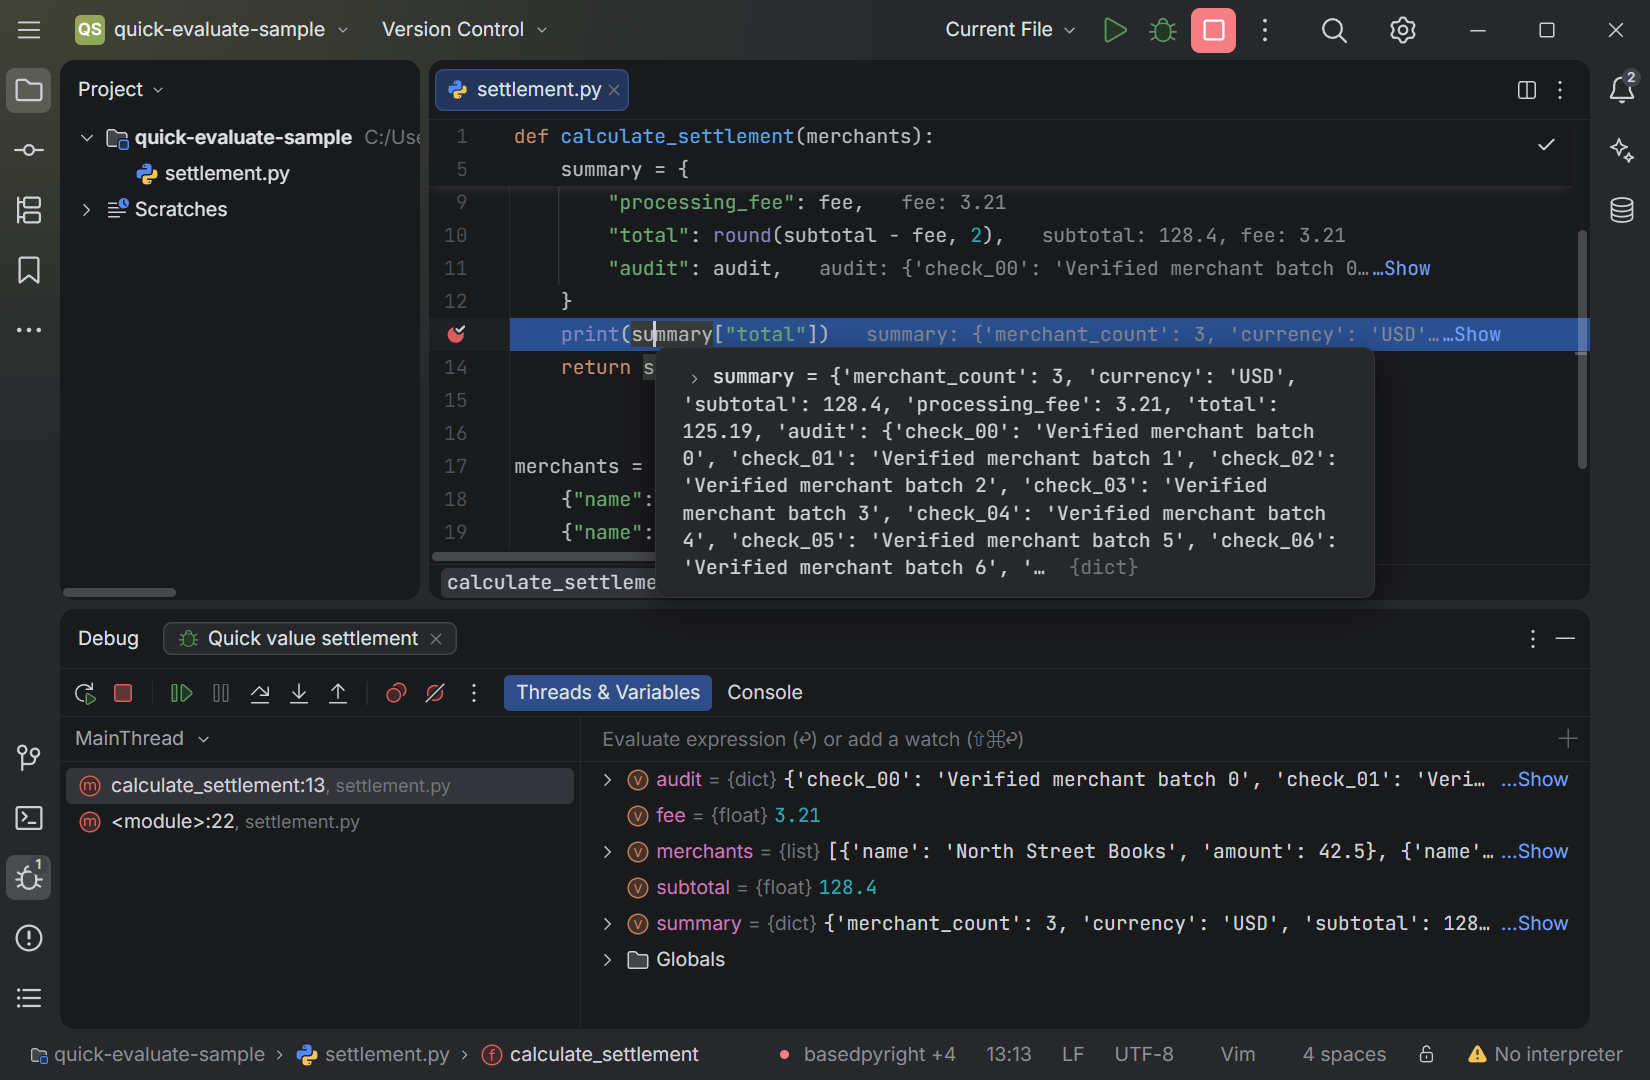 QS quick-evaluate-sample Version Control Current File
Project
quick-evaluate-sample C:/Use
settlement.py
Scratches
settlement.py
2
1 def calculate_settlement(merchants):
5 summary = {
9 "processing_fee": fee, fee: 3.21
10 "total": round(subtotal - fee, 2), subtotal: 128.4, fee: 3.21
11 "audit": audit, audit: {'check_00': 'Verified merchant batch 0……Show
12 }
print(summary["total"]) summary: {'merchant_count': 3, 'currency': 'USD'……Show
14 return s
15
16
17 merchants =
18 {"name":
19 {"name":
calculate_settleme
summary = {'merchant_count': 3, 'currency': 'USD',
'subtotal': 128.4, 'processing_fee': 3.21, 'total':
125.19, 'audit': {'check_00': 'Verified merchant batch
0', 'check_01': 'Verified merchant batch 1', 'check_02':
'Verified merchant batch 2', 'check_03': 'Verified
merchant batch 3', 'check_04': 'Verified merchant batch
4', 'check_05': 'Verified merchant batch 5', 'check_06':
'Verified merchant batch 6', '… {dict}
Debug Quick value settlement
Threads & Variables Console
MainThread
calculate_settlement:13, settlement.py
<module>:22, settlement.py
Evaluate expression (⏎) or add a watch (⇧⌘⏎)
audit = {dict} {'check_00': 'Verified merchant batch 0', 'check_01': 'Veri… …Show
fee = {float} 3.21
merchants = {list} [{'name': 'North Street Books', 'amount': 42.5}, {'name'… …Show
subtotal = {float} 128.4
summary = {dict} {'merchant_count': 3, 'currency': 'USD', 'subtotal': 128… …Show
Globals
1
quick-evaluate-sample › settlement.py › calculate_settlement basedpyright +4 13:13 LF UTF-8 Vim 4 spaces No interpreter